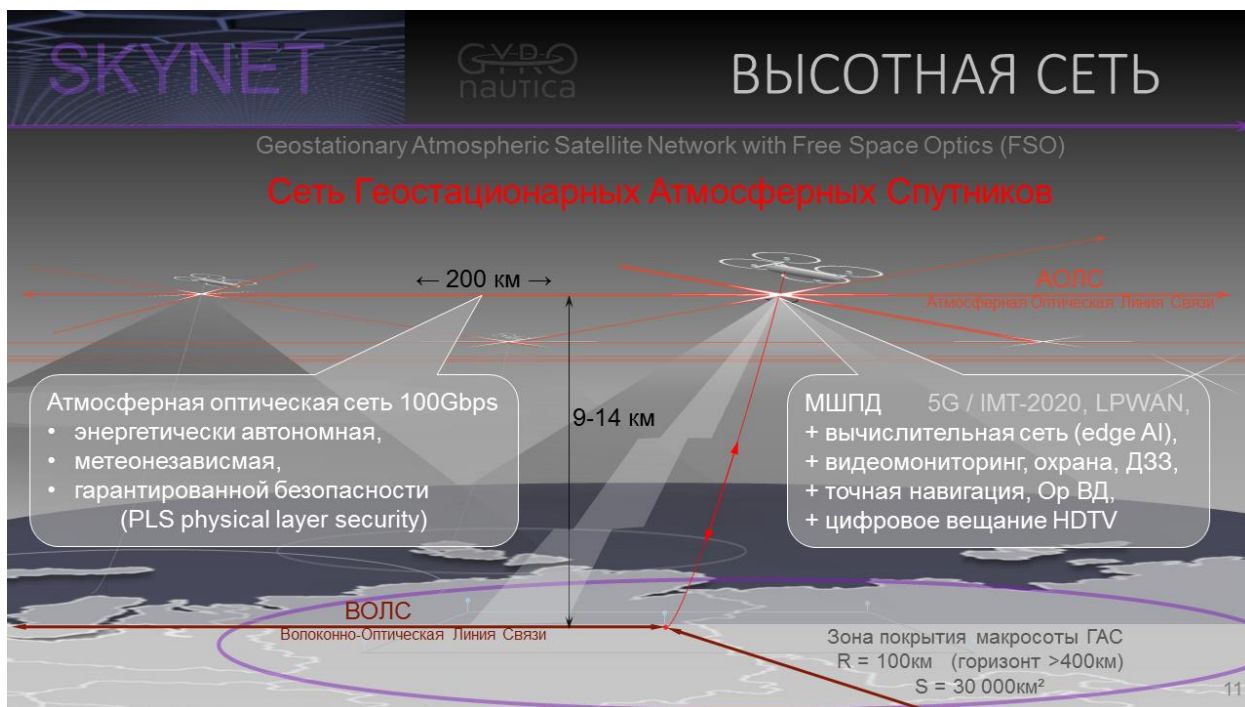 SKYNET
GYRO
nautica
ВЫСОТНАЯ СЕТЬ
Geostationary Atmospheric Satellite Network with Free Space Optics (FSO)
Сеть Геостационарных Атмосферных Спутников
← 200 км →
АОЛС
Атмосферная Оптическая Линия Связи
Атмосферная оптическая сеть 100Gbps
• энергетически автономная,
• метеонезависмая,
• гарантированной безопасности
(PLS physical layer security)
9-14 км
МШПД 5G / IMT-2020, LPWAN,
+ вычислительная сеть (edge AI),
+ видеомониторинг, охрана, ДЗЗ,
+ точная навигация, Ор ВД,
+ цифровое вещание HDTV
ВОЛС
Волоконно-Оптическая Линия Связи
Зона покрытия макросоты ГАС
R = 100км (горизонт >400км)
S = 30 000км²
11